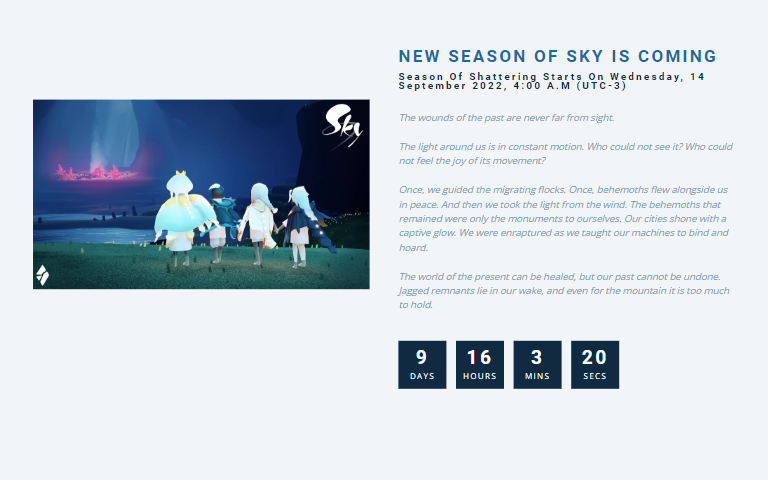 NEW SEASON OF SKY IS COMING
Season Of Shattering Starts On Wednesday, 14
September 2022, 4:00 A.M (UTC-3)
The wounds of the past are never far from sight.
The light around us is in constant motion. Who could not see it? Who could
not feel the joy of its movement?
Once, we guided the migrating flocks. Once, behemoths flew alongside us
in peace. And then we took the light from the wind. The behemoths that
remained were only the monuments to ourselves. Our cities shone with a
captive glow. We were enraptured as we taught our machines to bind and
hoard.
The world of the present can be healed, but our past cannot be undone.
Jagged remnants lie in our wake, and even for the mountain it is too much
to hold.
Sky
9 16 3 20
DAYS HOURS MINS SECS